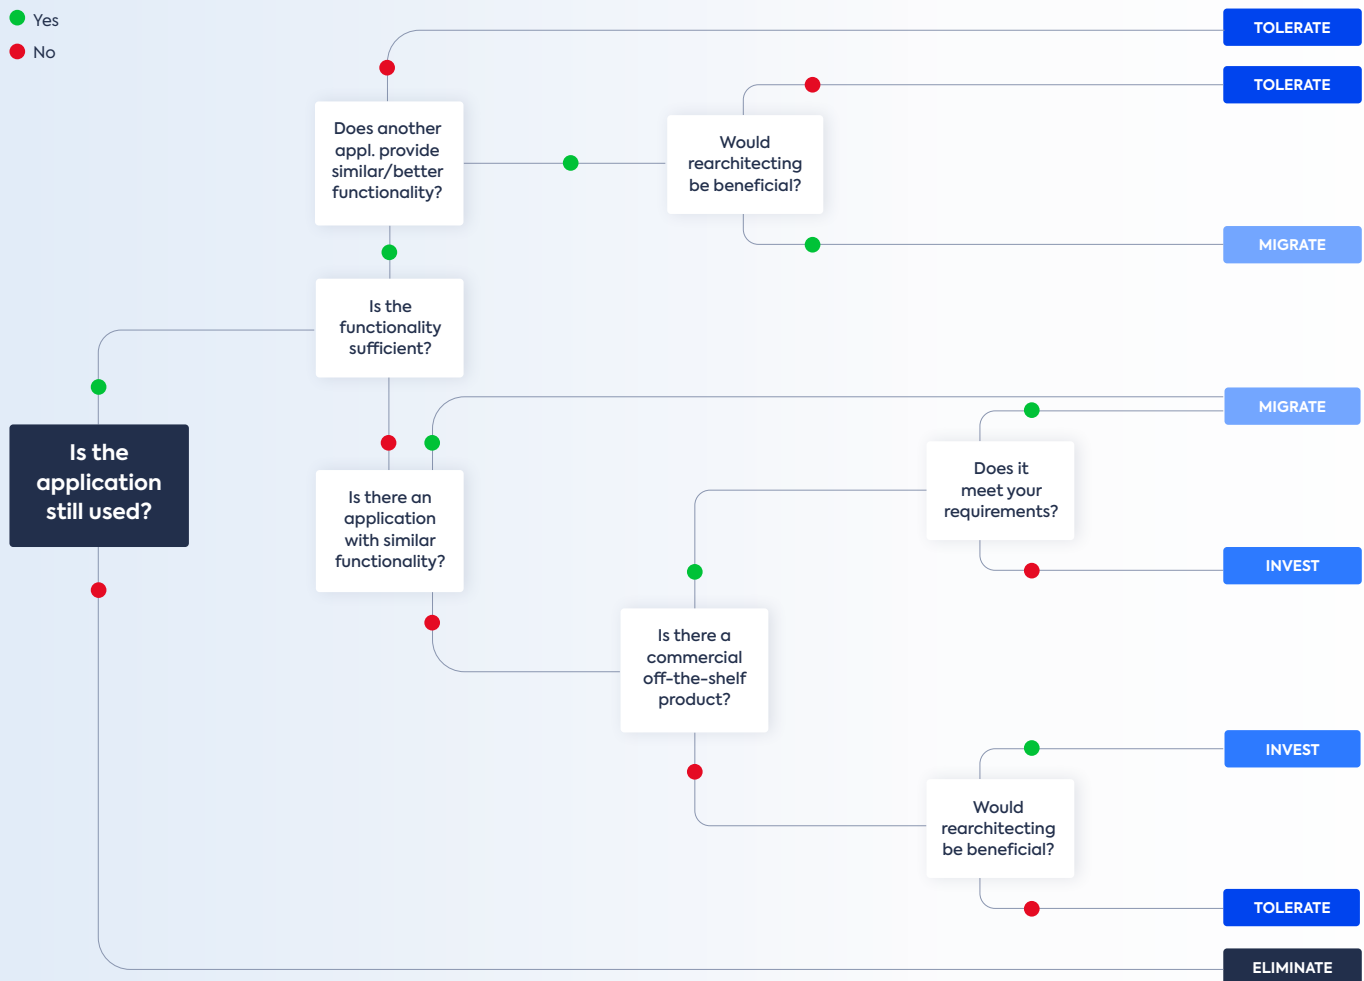 Yes
No
TOLERATE
TOLERATE
Does another
appl. provide
similar/better
functionality?
Would
rearchitecting
be beneficial?
MIGRATE
Is the
functionality
sufficient?
MIGRATE
Is the
application
still used?
Does it
meet your
requirements?
Is there an
application
with similar
functionality?
INVEST
Is there a
commercial
off-the-shelf
product?
INVEST
Would
rearchitecting
be beneficial?
TOLERATE
ELIMINATE